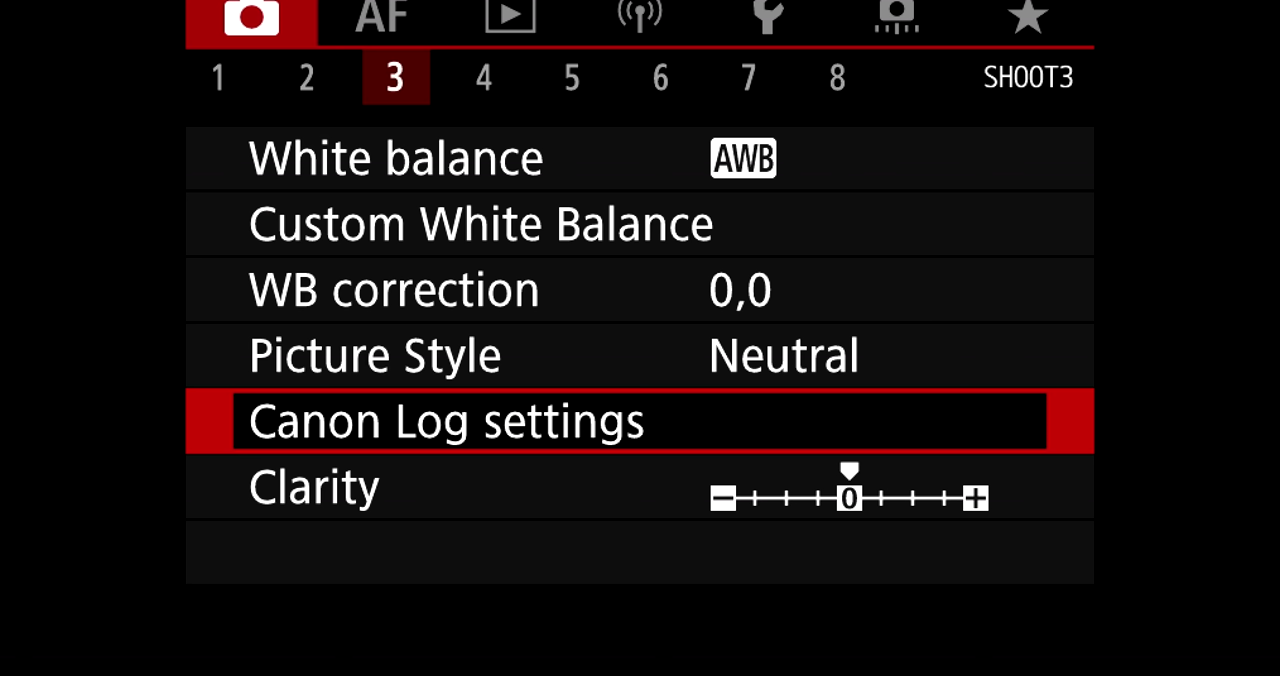 AF
1 2 3 4 5 6 7 8 SHOOT3
White balance AWB
Custom White Balance
WB correction 0,0
Picture Style Neutral
Canon Log settings
Clarity − 0 +